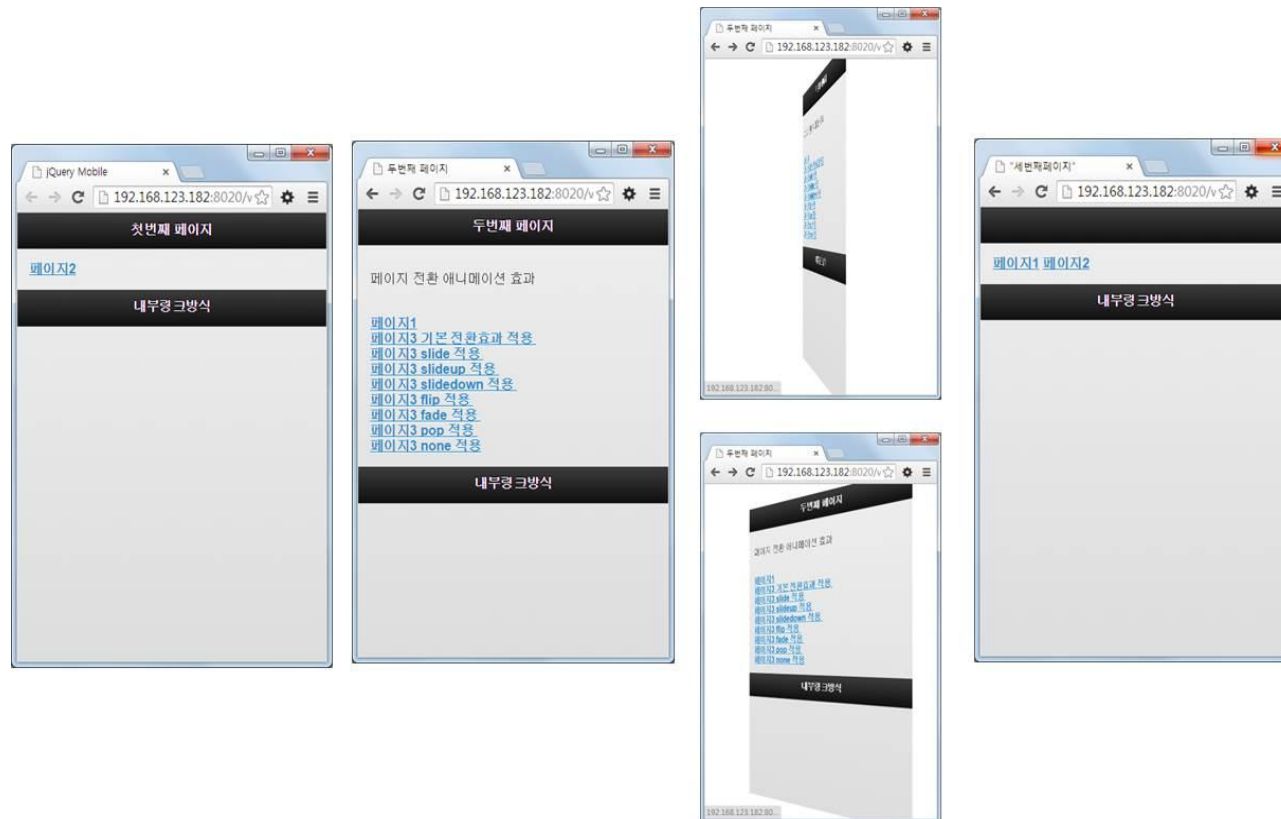 jQuery Mobile
192.168.123.182:8020/v
첫번째 페이지
페이지2
내부링크방식
두번째 페이지
192.168.123.182:8020/v
두번째 페이지
페이지 전환 애니메이션 효과
페이지1
페이지3 기본 전환효과 적용
페이지3 slide 적용
페이지3 slideup 적용
페이지3 slidedown 적용
페이지3 flip 적용
페이지3 fade 적용
페이지3 pop 적용
페이지3 none 적용
내부링크방식
두번째 페이지
192.168.123.182:8020/v
192.168.123.182:80...
두번째 페이지
192.168.123.182:8020/v
두번째 페이지
페이지 전환 애니메이션 효과
페이지1
페이지3 기본 전환효과 적용
페이지3 slide 적용
페이지3 slideup 적용
페이지3 slidedown 적용
페이지3 flip 적용
페이지3 fade 적용
페이지3 pop 적용
페이지3 none 적용
내부링크방식
192.168.123.182:80...
"세번째페이지"
192.168.123.182:8020/v
페이지1 페이지2
내부링크방식